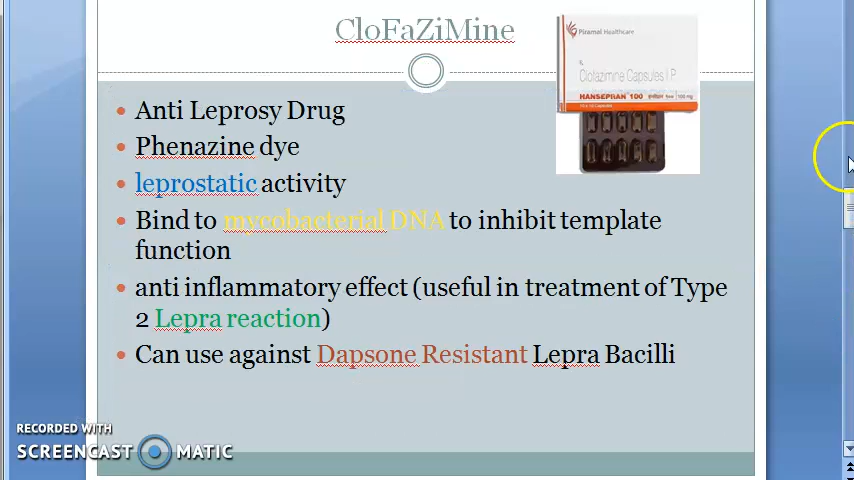 CloFaZiMine
Piramal Healthcare
Clofazimine Capsules I.P.
HANSEPRAN 100
100 mg
Anti Leprosy Drug
Phenazine dye
leprostatic activity
Bind to mycobacterial DNA to inhibit template
function
anti inflammatory effect (useful in treatment of Type
2 Lepra reaction)
Can use against Dapsone Resistant Lepra Bacilli
RECORDED WITH
SCREENCAST MATIC